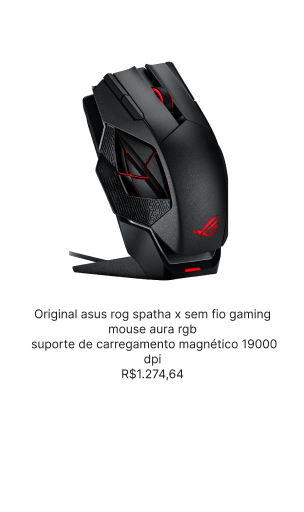 Original asus rog spatha x sem fio gaming
mouse aura rgb
suporte de carregamento magnético 19000
dpi
R$1.274,64